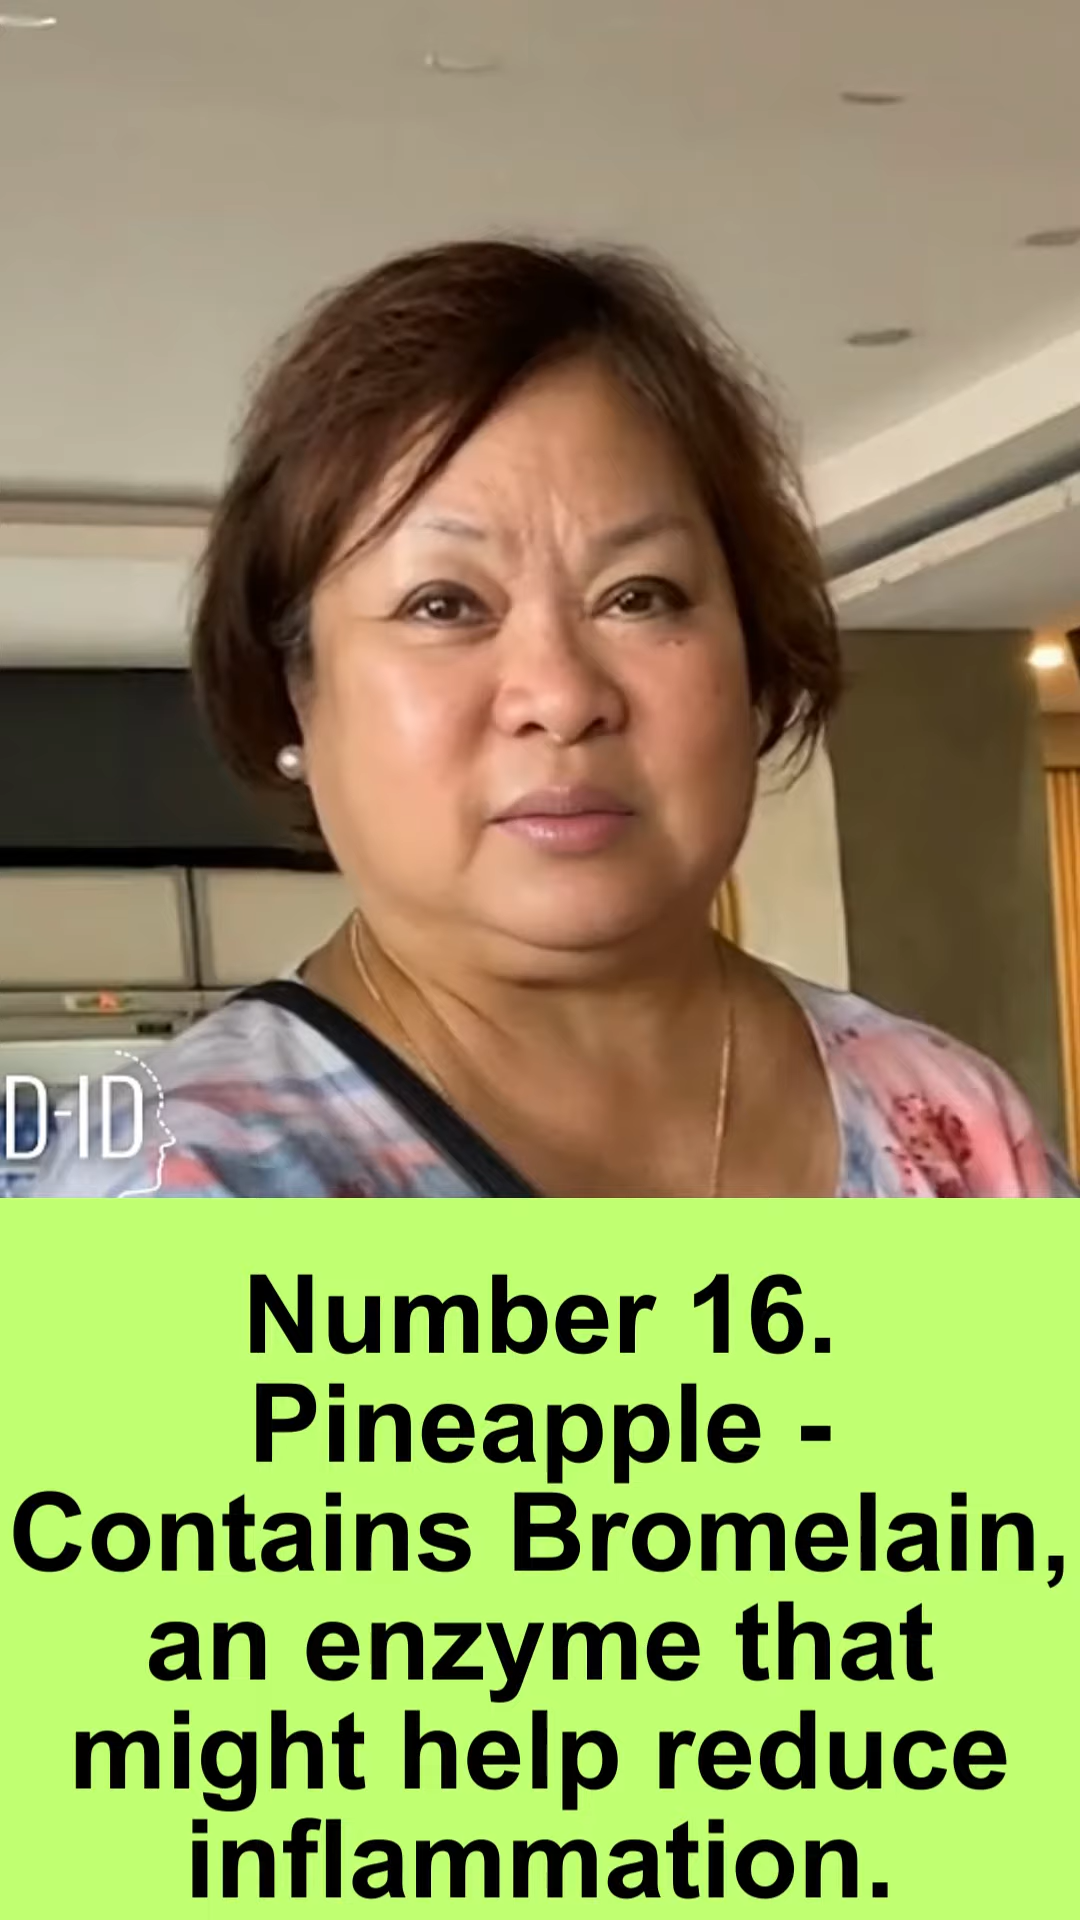 D-ID
Number 16.
Pineapple -
Contains Bromelain,
an enzyme that
might help reduce
inflammation.